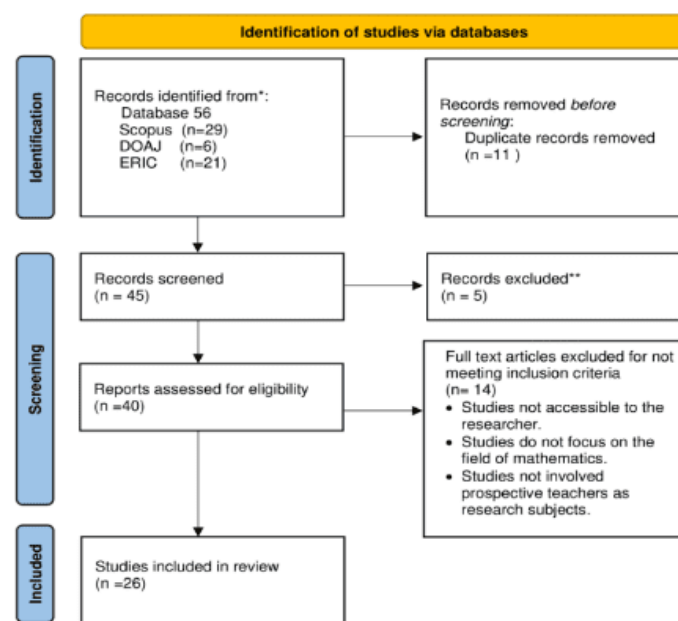 Identification of studies via databases
Identification
Records identified from*:
Database 56
Scopus (n=29)
DOAJ (n=6)
ERIC (n=21)
Records removed before
screening:
Duplicate records removed
(n =11 )
Screening
Records screened
(n = 45)
Records excluded**
(n = 5)
Reports assessed for eligibility
(n =40)
Full text articles excluded for not
meeting inclusion criteria
(n= 14)
• Studies not accessible to the
researcher.
• Studies do not focus on the
field of mathematics.
• Studies not involved
prospective teachers as
research subjects.
Included
Studies included in review
(n =26)